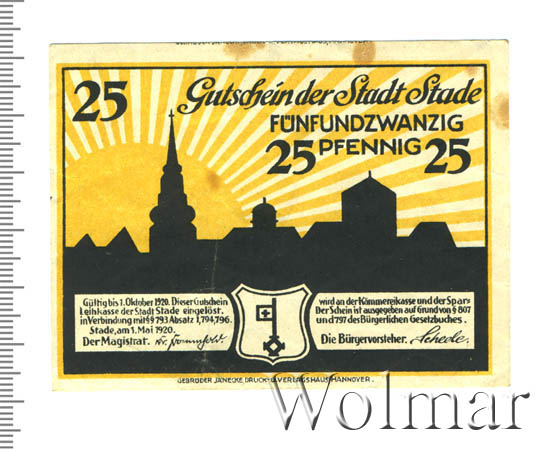 25
Gutschein der Stadt Stade
FÜNFUNDZWANZIG
25 PFENNIG 25
Gültig bis 1. Oktober 1920. Dieser Gutschein
Leihkasse der Stadt Stade eingelöst.
in Verbindung mit §§ 793 Absatz 1, 794, 796.
Stade, am 1. Mai 1920.
Der Magistrat.
wird an der Kämmereikasse und der Spar=
Der Schein ist ausgegeben auf Grund von § 807
und 797 des Bürgerlichen Gesetzbuches.
Die Bürgervorsteher. Schede.
GEBRÜDER JÄNECKE, DRUCK- U. VERLAGSHAUS HANNOVER.
Wolmar